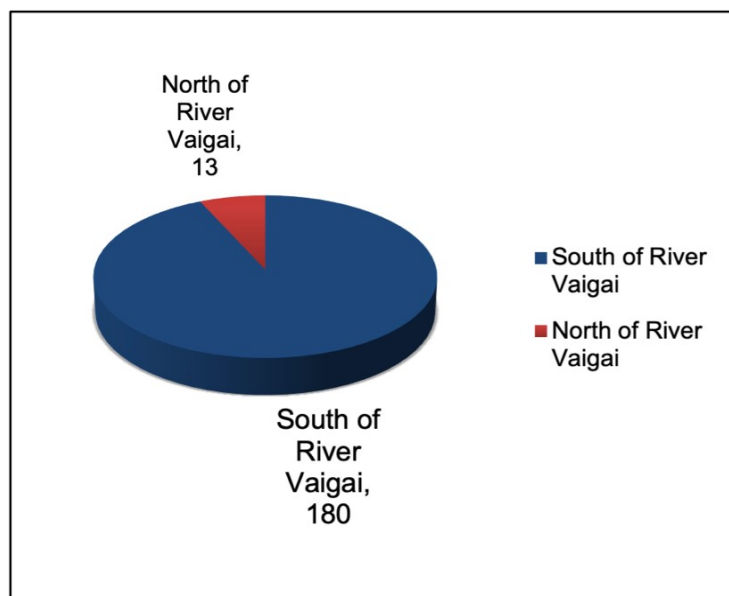 North of
River
Vaigai,
13
South of River
Vaigai
North of River
Vaigai
South of
River
Vaigai,
180